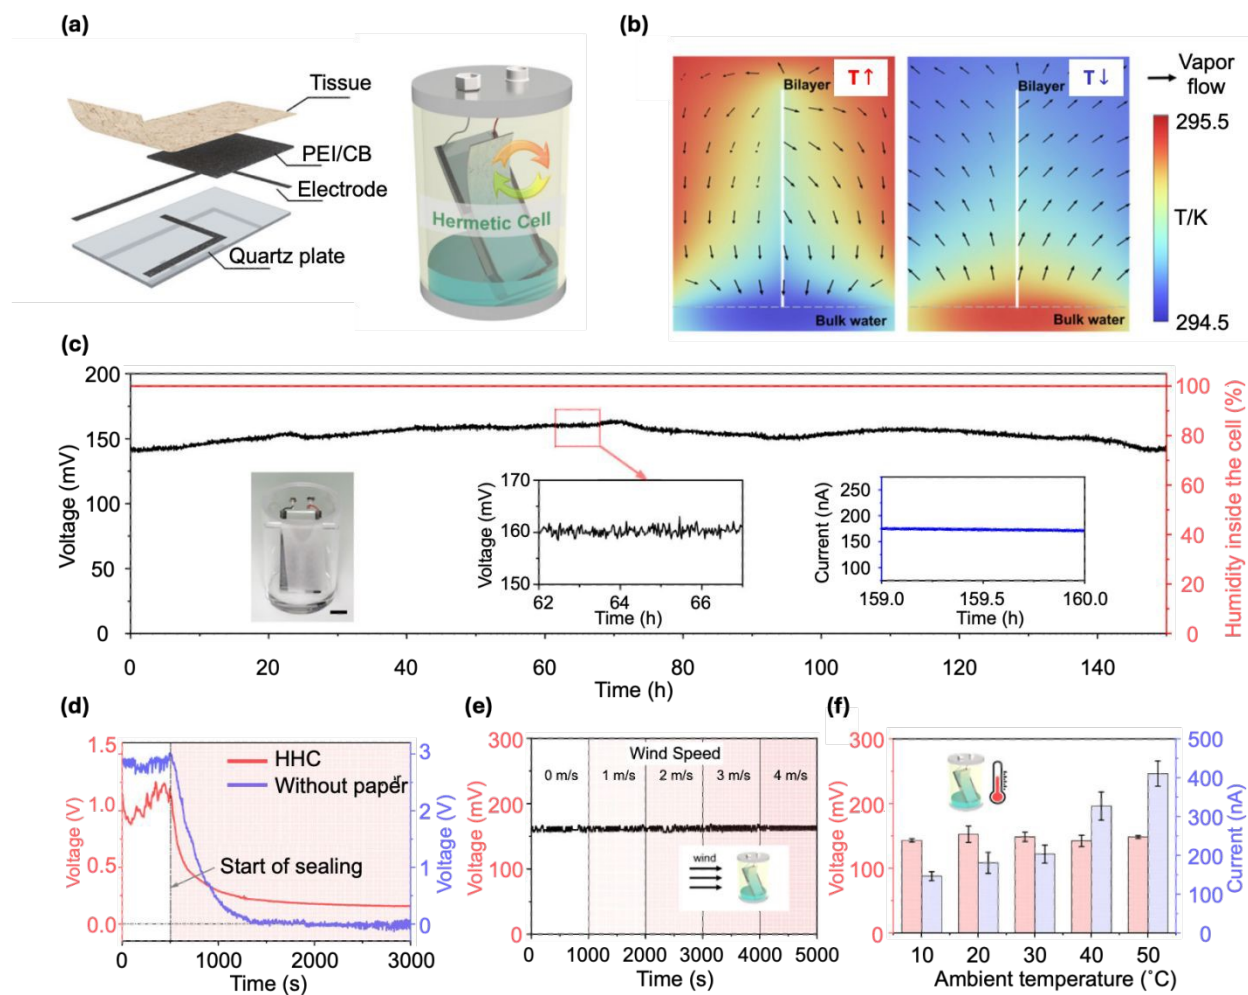 (a)
Tissue
PEI/CB
Electrode
Quartz plate
Hermetic Cell
(b)
Bilayer
T↑
Bulk water
Bilayer
T↓
Bulk water
Vapor
flow
295.5
T/K
294.5
(c)
Voltage (mV)
200
150
100
50
0
0 20 40 60 80 100 120 140
Time (h)
Humidity inside the cell (%)
100
80
60
40
20
0
Voltage (mV)
170
160
150
62 64 66
Time (h)
Current (nA)
250
200
150
100
159.0 159.5 160.0
Time (h)
(d)
Voltage (V)
1.5
1.0
0.5
0.0
HHC
Without paper
Start of sealing
3
2
1
0
Voltage (V)
0 1000 2000 3000
Time (s)
(e)
Voltage (mV)
300
200
100
0
Wind Speed
0 m/s 1 m/s 2 m/s 3 m/s 4 m/s
wind
0 1000 2000 3000 4000 5000
Time (s)
(f)
Voltage (mV)
300
200
100
0
500
400
300
200
100
0
Current (nA)
10 20 30 40 50
Ambient temperature (˚C)